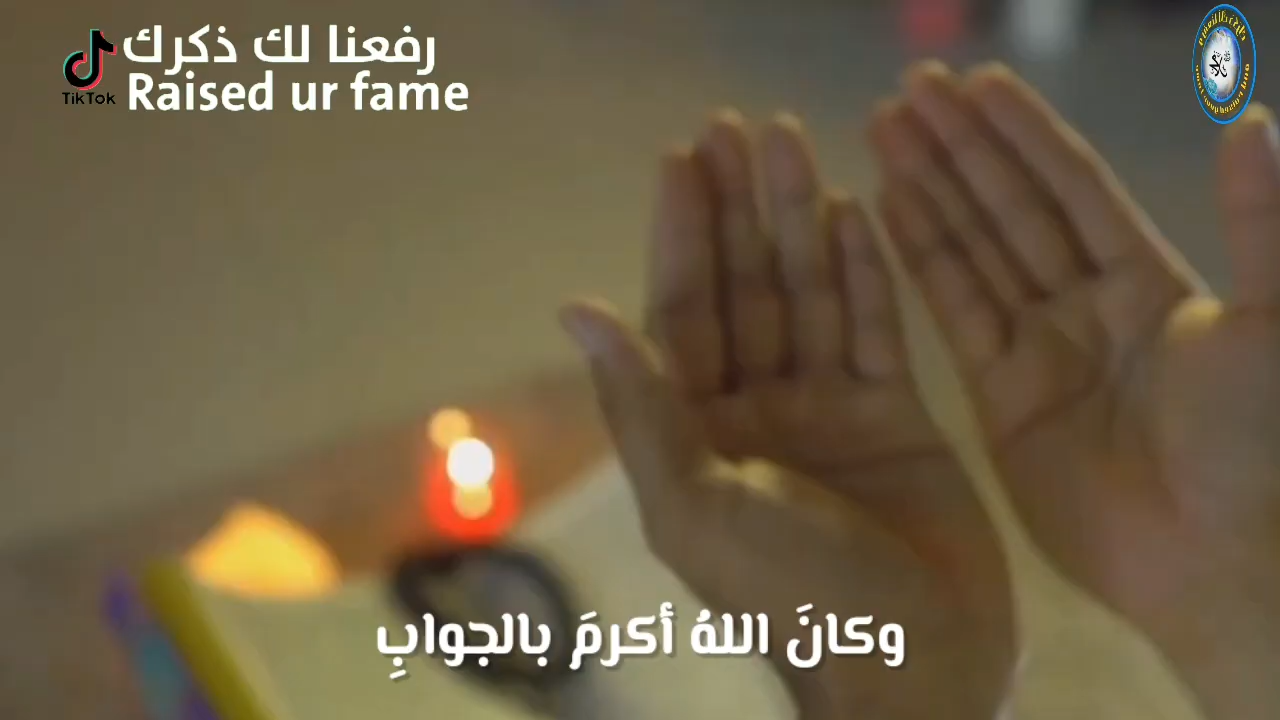 رفعنا لك ذكرك
TikTok
Raised ur fame
وكانَ اللهُ أكرمَ بالجوابِ